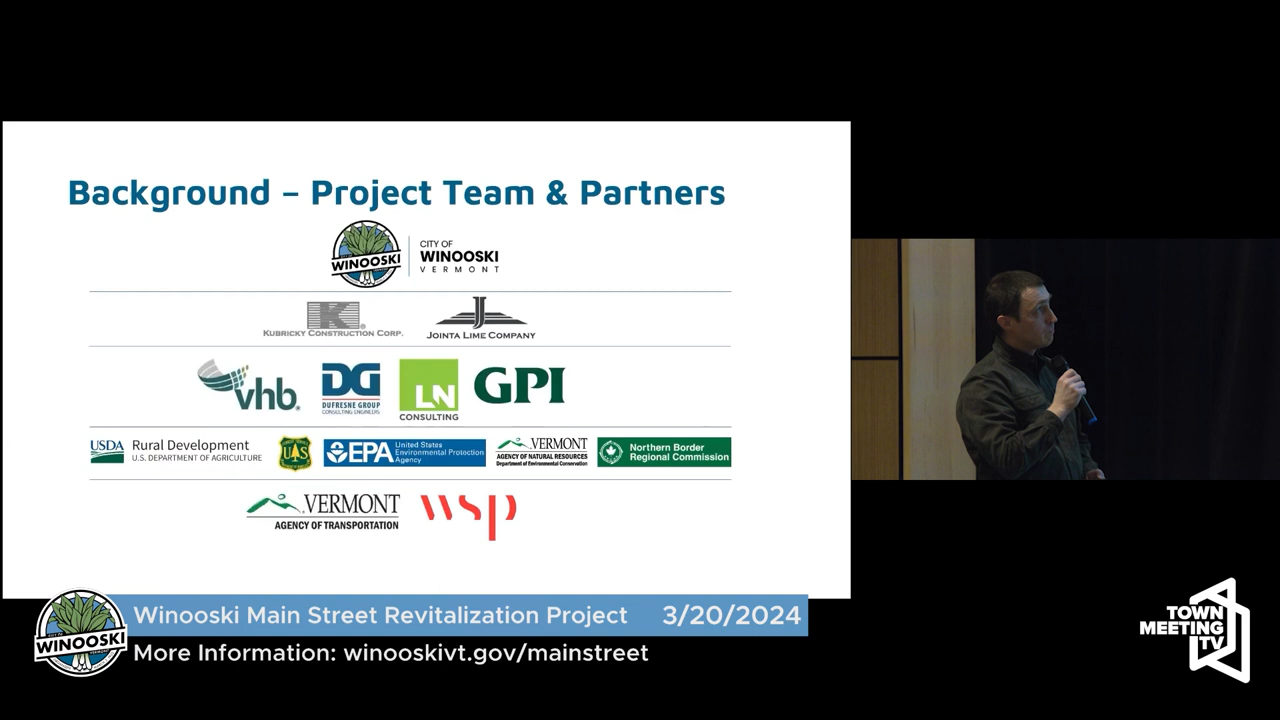 Background – Project Team & Partners
WINOOSKI
CITY OF
WINOOSKI
VERMONT
K
KUBRICKY CONSTRUCTION CORP.
J
JOINTA LIME COMPANY
vhb
DG
DUFRESNE GROUP
CONSULTING ENGINEERS
LN
CONSULTING
GPI
USDA
Rural Development
U.S. DEPARTMENT OF AGRICULTURE
UAS
EPA
United States
Environmental Protection
Agency
VERMONT
AGENCY OF NATURAL RESOURCES
Department of Environmental Conservation
Northern Border
Regional Commission
VERMONT
AGENCY OF TRANSPORTATION
wsp
WINOOSKI
Winooski Main Street Revitalization Project 3/20/2024
More Information: winooskivt.gov/mainstreet
TOWN
MEETING
TV